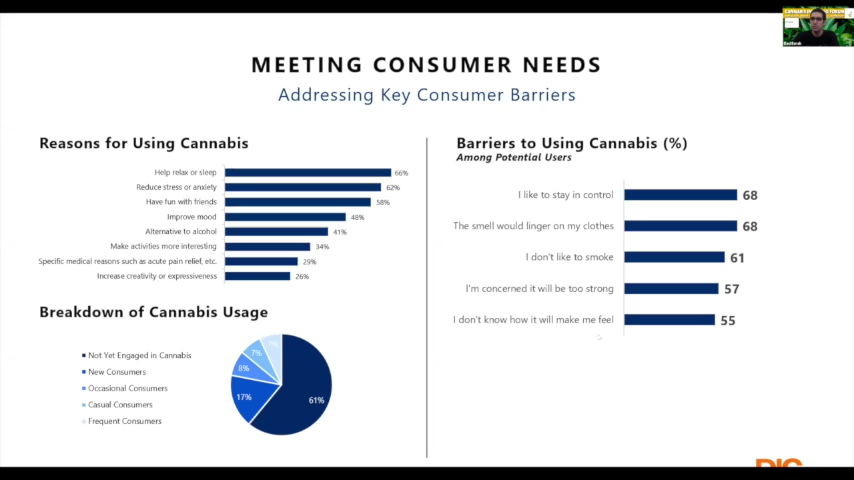 MEETING CONSUMER NEEDS
Addressing Key Consumer Barriers
Reasons for Using Cannabis
Help relax or sleep 66%
Reduce stress or anxiety 62%
Have fun with friends 58%
Improve mood 48%
Alternative to alcohol 41%
Make activities more interesting 34%
Specific medical reasons such as acute pain relief, etc. 29%
Increase creativity or expressiveness 26%
Breakdown of Cannabis Usage
Not Yet Engaged in Cannabis
New Consumers
Occasional Consumers
Casual Consumers
Frequent Consumers
7%
7%
8%
17%
61%
Barriers to Using Cannabis (%)
Among Potential Users
I like to stay in control 68
The smell would linger on my clothes 68
I don't like to smoke 61
I'm concerned it will be too strong 57
I don't know how it will make me feel 55